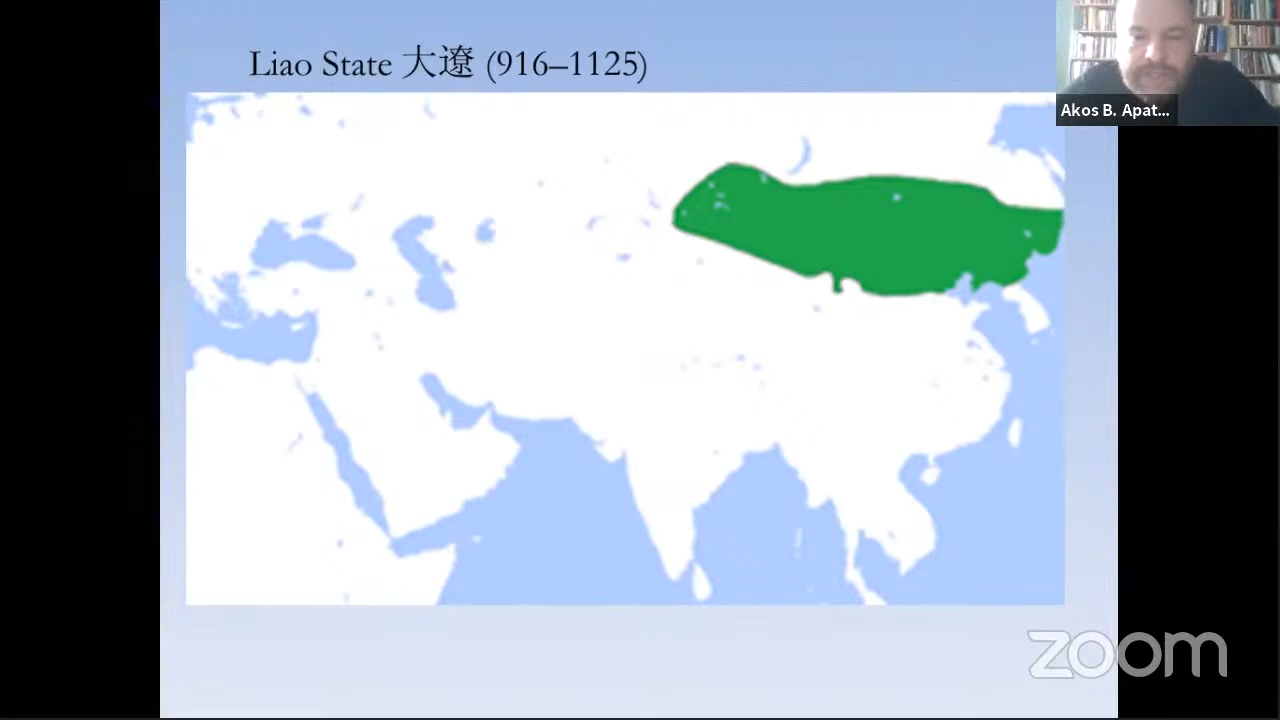 Liao State 大遼 (916–1125)
Akos B. Apat...
zoom